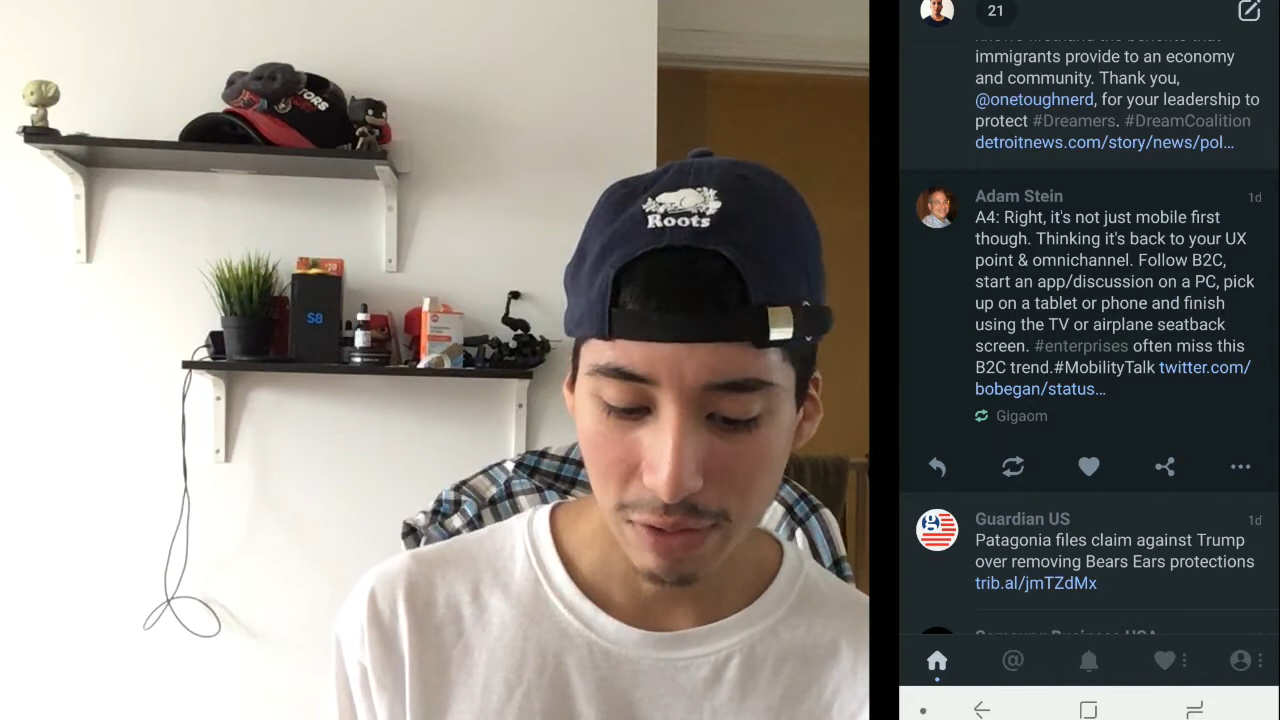 TORS
Roots
$20
S8
21
immigrants provide to an economy
and community. Thank you,
@onetoughnerd, for your leadership to
protect #Dreamers. #DreamCoalition
detroitnews.com/story/news/pol…
Adam Stein 1d
A4: Right, it's not just mobile first
though. Thinking it's back to your UX
point & omnichannel. Follow B2C,
start an app/discussion on a PC, pick
up on a tablet or phone and finish
using the TV or airplane seatback
screen. #enterprises often miss this
B2C trend.#MobilityTalk twitter.com/
bobegan/status…
Gigaom
Guardian US 1d
Patagonia files claim against Trump
over removing Bears Ears protections
trib.al/jmTZdMx